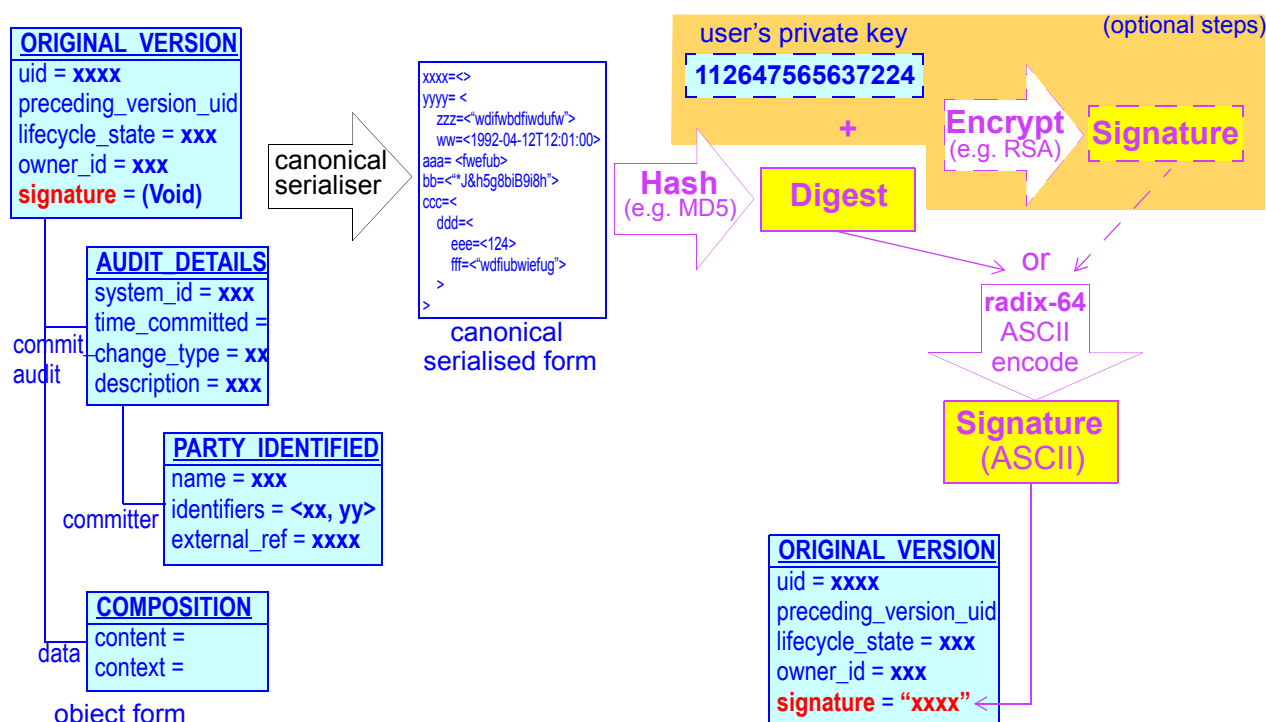 ORIGINAL_VERSION
uid = xxxx
preceding_version_uid
lifecycle_state = xxx
owner_id = xxx
signature = (Void)
commit_
audit
AUDIT_DETAILS
system_id = xxx
time_committed =
change_type = xx
description = xxx
committer
PARTY_IDENTIFIED
name = xxx
identifiers = <xx, yy>
external_ref = xxxx
data
COMPOSITION
content =
context =
object form
canonical
serialiser
xxxx=<>
yyyy= <
zzz=<“wdifwbdfiwdufw”>
ww=<1992-04-12T12:01:00>
aaa= <fwefub>
bb=<“*J&h5g8biB9i8h”>
ccc=<
ddd=<
eee=<124>
fff=<“wdfiubwiefug”>
>
>
canonical
serialised form
Hash
(e.g. MD5)
(optional steps)
user’s private key
112647565637224
+
Digest
Encrypt
(e.g. RSA)
Signature
or
radix-64
ASCII
encode
Signature
(ASCII)
ORIGINAL_VERSION
uid = xxxx
preceding_version_uid
lifecycle_state = xxx
owner_id = xxx
signature = “xxxx”